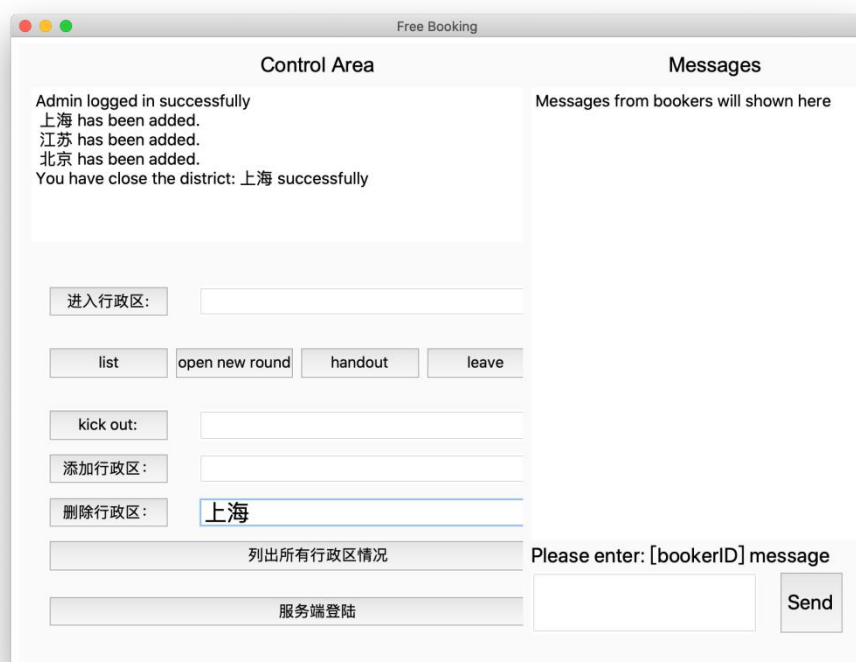 Free Booking
Control Area
Messages
Admin logged in successfully
上海 has been added.
江苏 has been added.
北京 has been added.
You have close the district: 上海 successfully
Messages from bookers will shown here
进入行政区:
list
open new round
handout
leave
kick out:
添加行政区：
删除行政区：
上海
列出所有行政区情况
服务端登陆
Please enter: [bookerID] message
Send